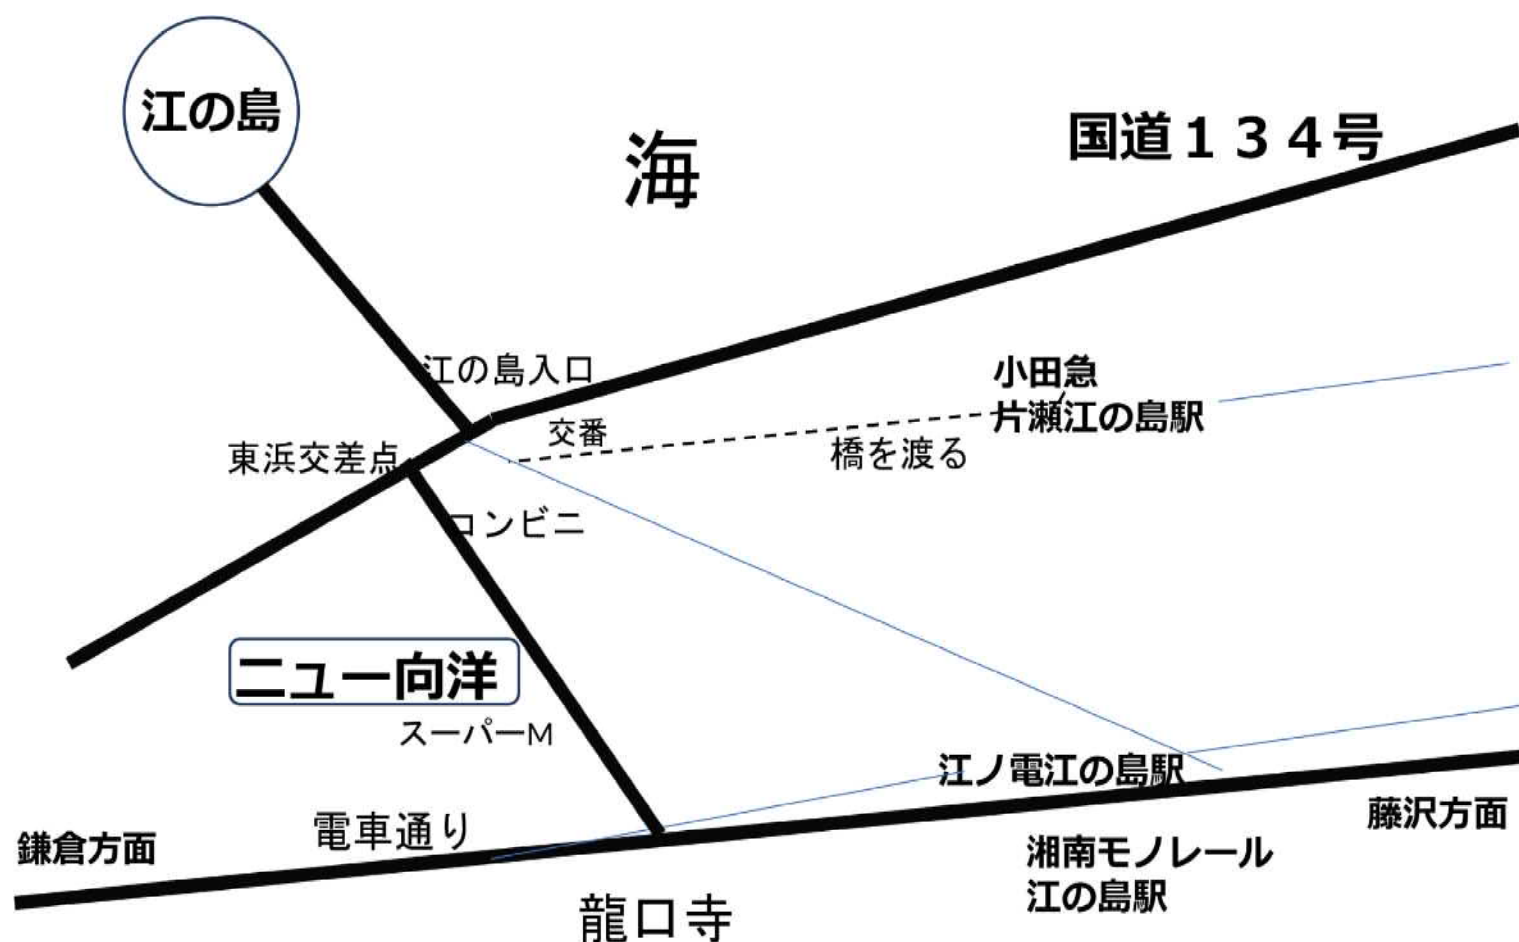 江の島
海
国道１３４号
江の島入口
小田急
片瀬江の島駅
交番
橋を渡る
東浜交差点
コンビニ
ニュー向洋
スーパーM
江ノ電江の島駅
電車通り
鎌倉方面
藤沢方面
湘南モノレール
江の島駅
龍口寺